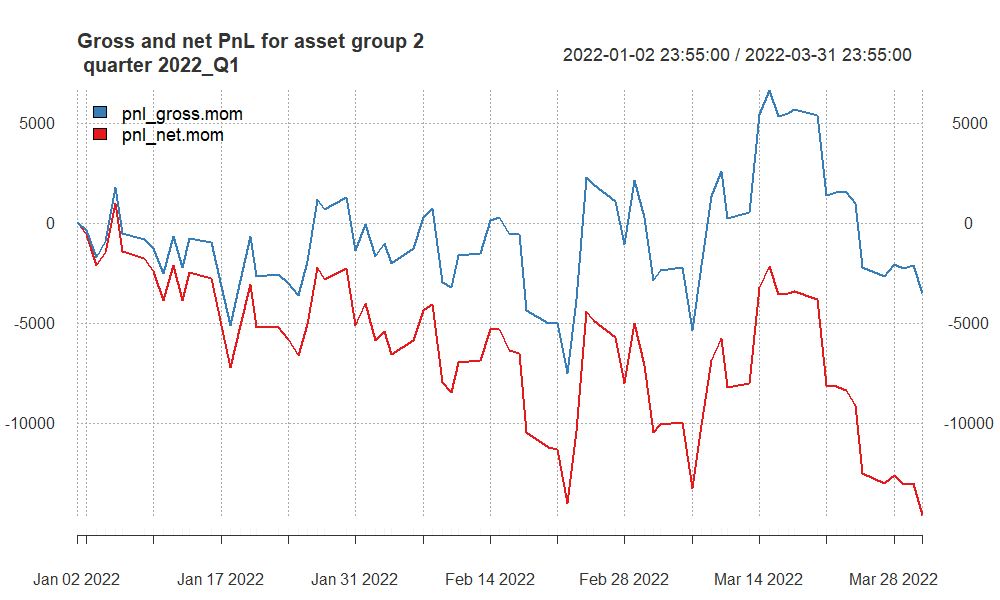 Gross and net PnL for asset group 2
quarter 2022_Q1
2022-01-02 23:55:00 / 2022-03-31 23:55:00
pnl_gross.mom
pnl_net.mom
5000 5000
0 0
-5000 -5000
-10000 -10000
Jan 02 2022 Jan 17 2022 Jan 31 2022 Feb 14 2022 Feb 28 2022 Mar 14 2022 Mar 28 2022